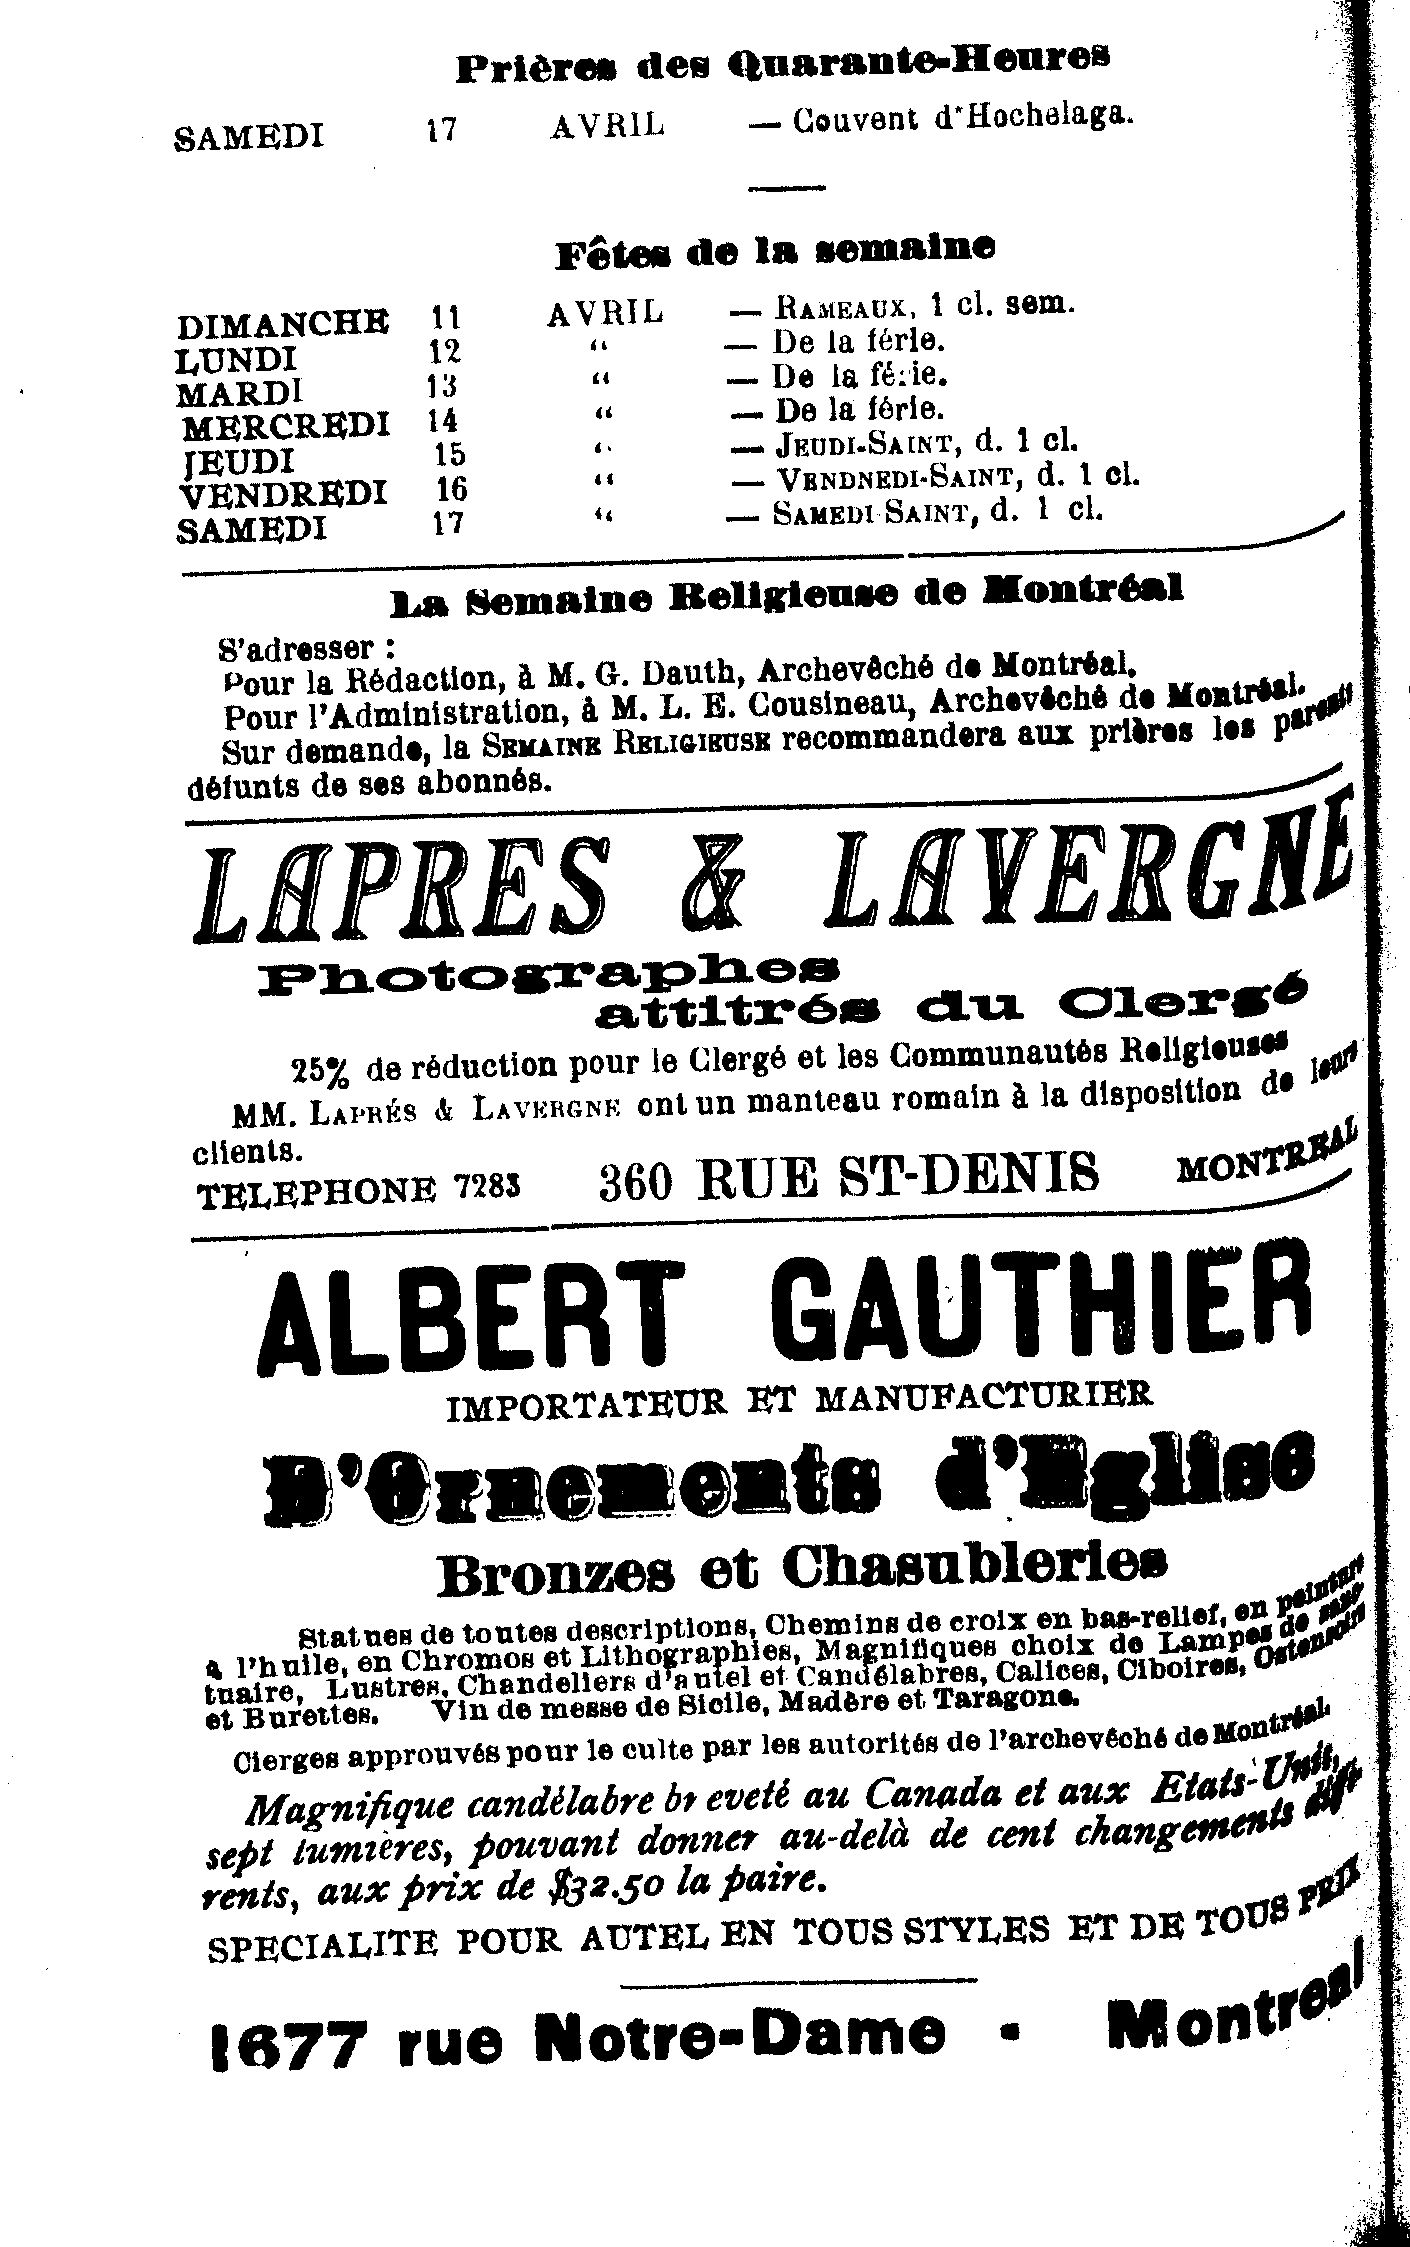 Prières des Quarante-Heures
SAMEDI 17 AVRIL — Couvent d'Hochelaga.
Fêtes de la semaine
DIMANCHE 11 AVRIL — RAMEAUX, 1 cl. sem.
LUNDI 12 “ — De la férie.
MARDI 13 “ — De la férie.
MERCREDI 14 “ — De la férie.
JEUDI 15 “ — JEUDI-SAINT, d. 1 cl.
VENDREDI 16 “ — VENDNEDI-SAINT, d. 1 cl.
SAMEDI 17 “ — SAMEDI-SAINT, d. 1 cl.
La Semaine Religieuse de Montréal
S'adresser :
Pour la Rédaction, à M. G. Dauth, Archevêché de Montréal.
Pour l'Administration, à M. L. E. Cousineau, Archevêché de Montréal.
Sur demande, la SEMAINE RELIGIEUSE recommandera aux prières les parents
défunts de ses abonnés.
LAPRES & LAVERGNE
Photographes
attitrés du Clergé
25% de réduction pour le Clergé et les Communautés Religieuses
MM. LAPRÉS & LAVERGNE ont un manteau romain à la disposition de leurs
clients.
TELEPHONE 7283 360 RUE ST-DENIS MONTREAL
ALBERT GAUTHIER
IMPORTATEUR ET MANUFACTURIER
D'Ornements d'Eglise
Bronzes et Chasubleries
Statues de toutes descriptions, Chemins de croix en bas-relief, en peinture
à l'huile, en Chromos et Lithographies, Magnifiques choix de Lampes de sanc-
tuaire, Lustres, Chandeliers d'autel et Candélabres, Calices, Ciboires, Ostensoirs
et Burettes. Vin de messe de Sicile, Madère et Taragone.
Cierges approuvés pour le culte par les autorités de l'archevêché de Montréal.
Magnifique candélabre breveté au Canada et aux Etats-Unit,
sept lumières, pouvant donner au-delà de cent changements diffé-
rents, aux prix de $32.50 la paire.
SPECIALITE POUR AUTEL EN TOUS STYLES ET DE TOUS PRIX
1677 rue Notre-Dame - Montreal